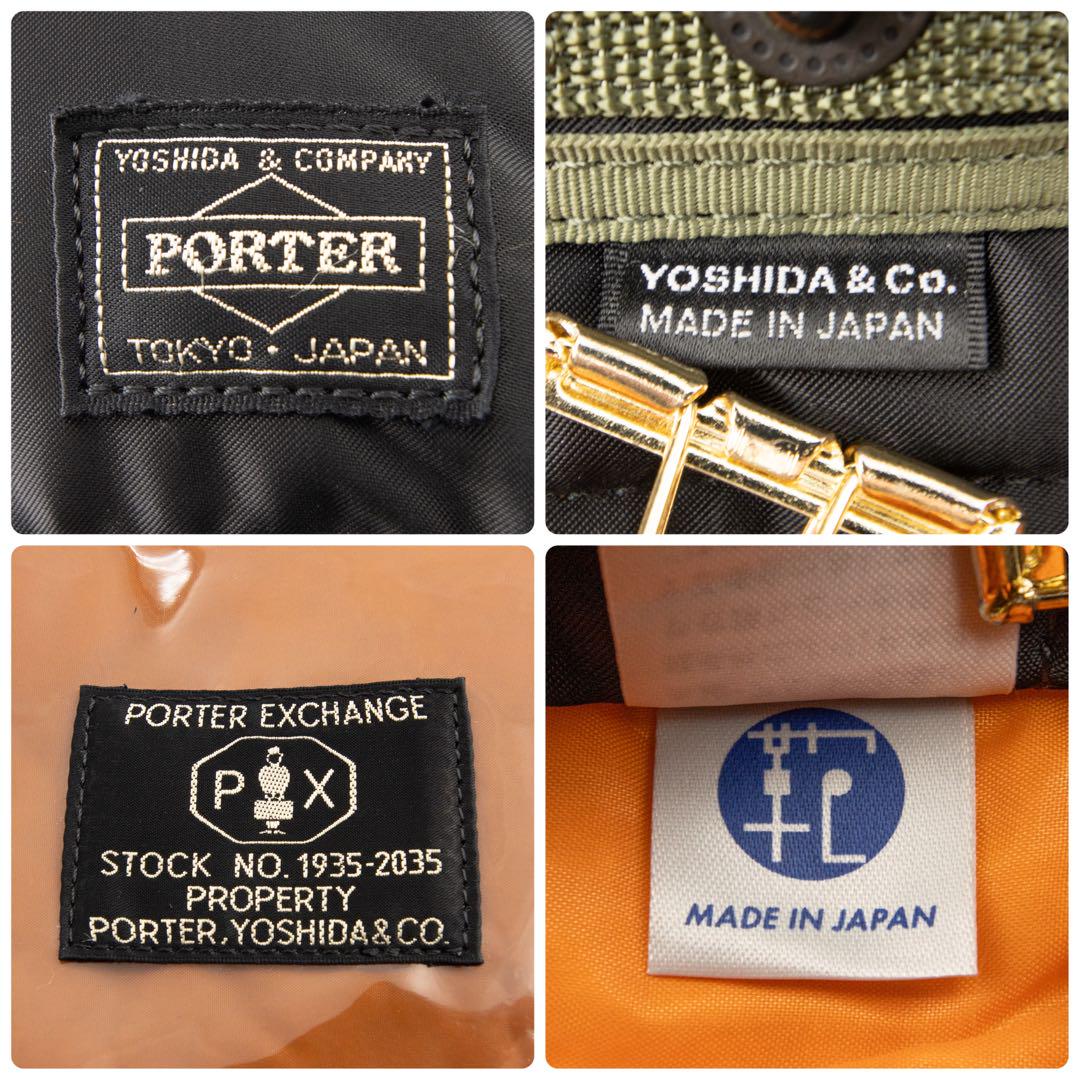 YOSHIDA & COMPANY
PORTER
TOKYO · JAPAN
YOSHIDA & Co.
MADE IN JAPAN
PORTER EXCHANGE
P X
STOCK NO. 1935-2035
PROPERTY
PORTER, YOSHIDA & CO.
MADE IN JAPAN